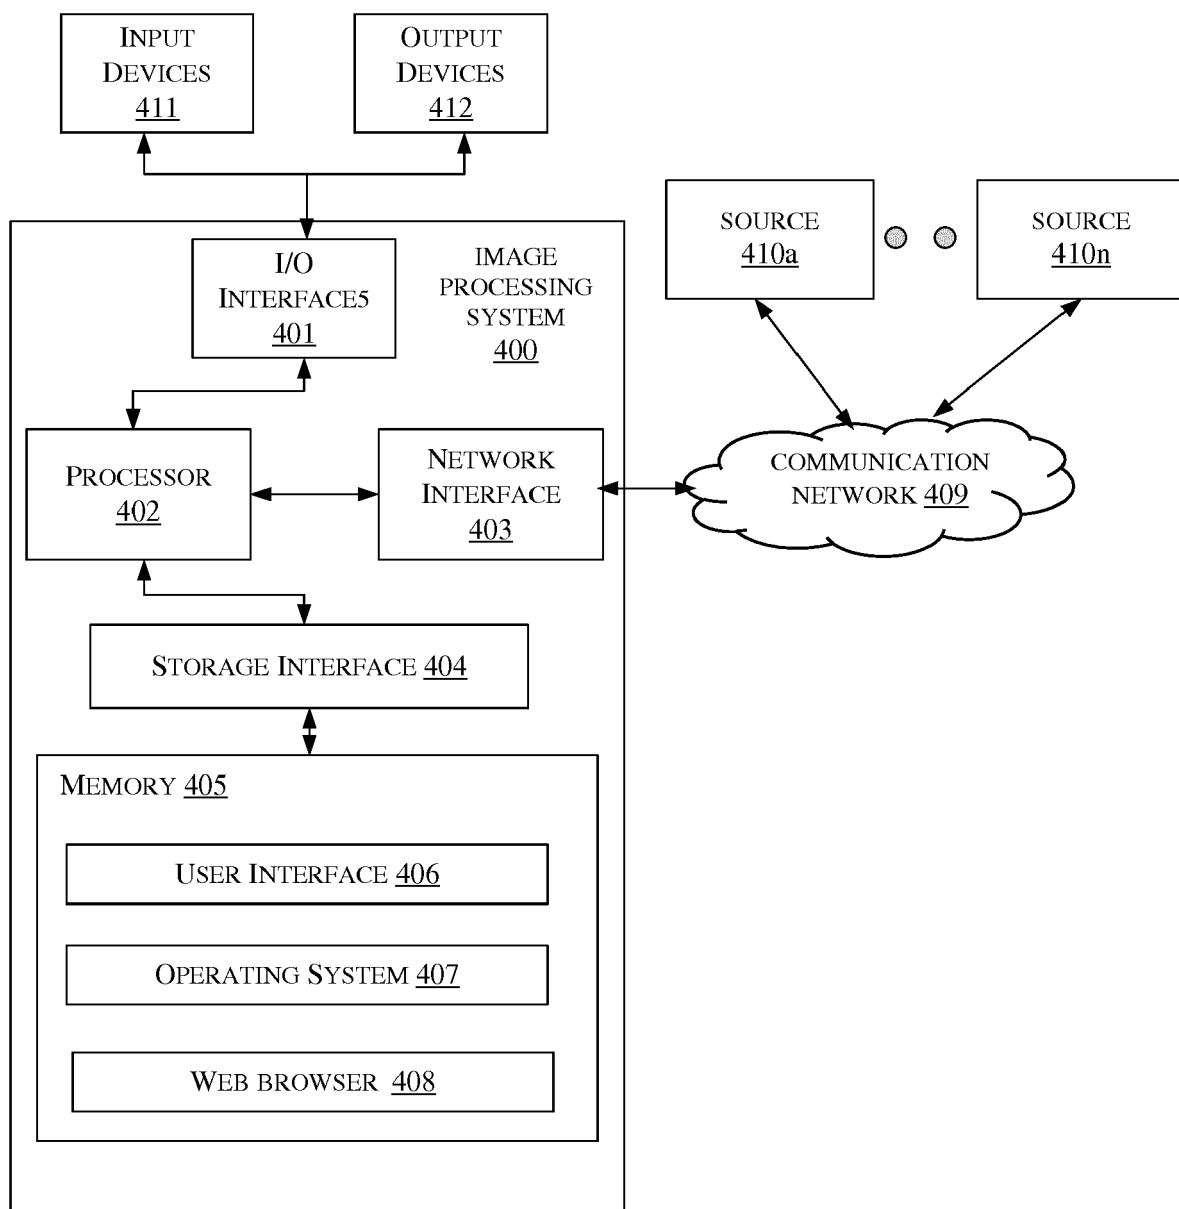 INPUT
DEVICES
411
OUTPUT
DEVICES
412
SOURCE
410a
SOURCE
410n
I/O
INTERFACE5
401
IMAGE
PROCESSING
SYSTEM
400
PROCESSOR
402
NETWORK
INTERFACE
403
COMMUNICATION
NETWORK 409
STORAGE INTERFACE 404
MEMORY 405
USER INTERFACE 406
OPERATING SYSTEM 407
WEB BROWSER 408